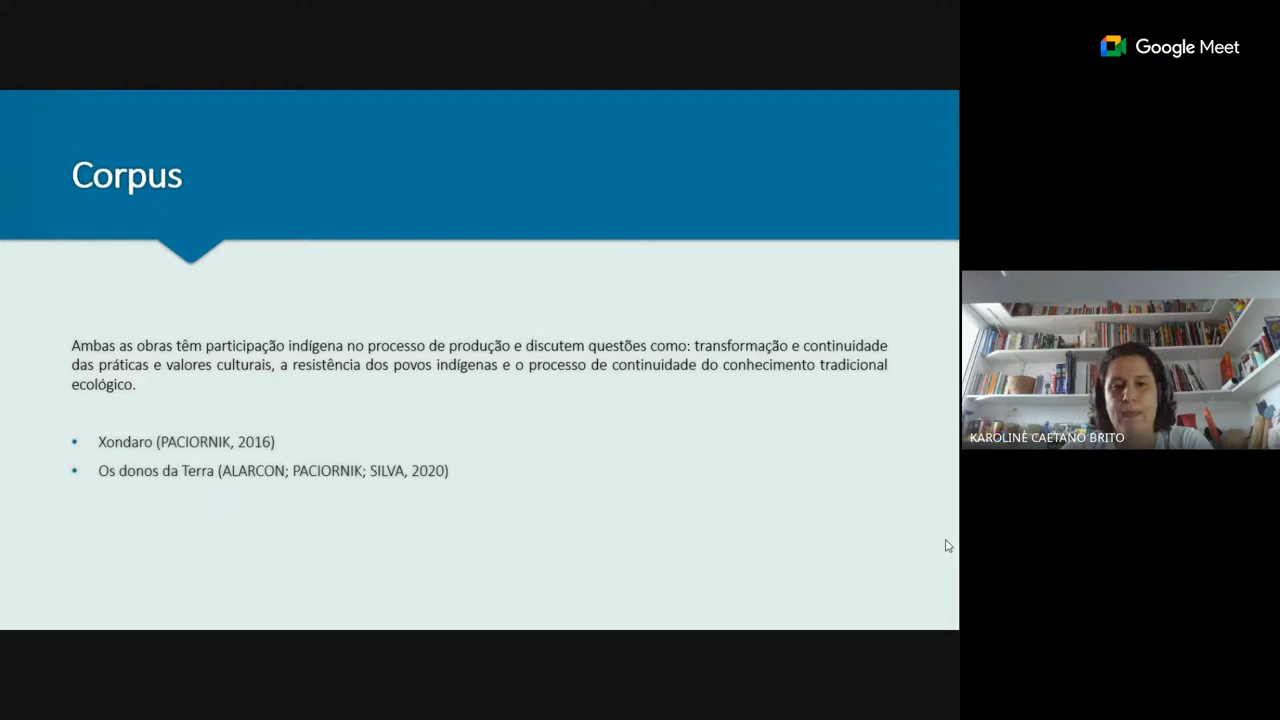 Google Meet
Corpus
Ambas as obras têm participação indígena no processo de produção e discutem questões como: transformação e continuidade
das práticas e valores culturais, a resistência dos povos indígenas e o processo de continuidade do conhecimento tradicional
ecológico.
• Xondaro (PACIORNIK, 2016)
• Os donos da Terra (ALARCON; PACIORNIK; SILVA, 2020)
KAROLINE CAETANO BRITO